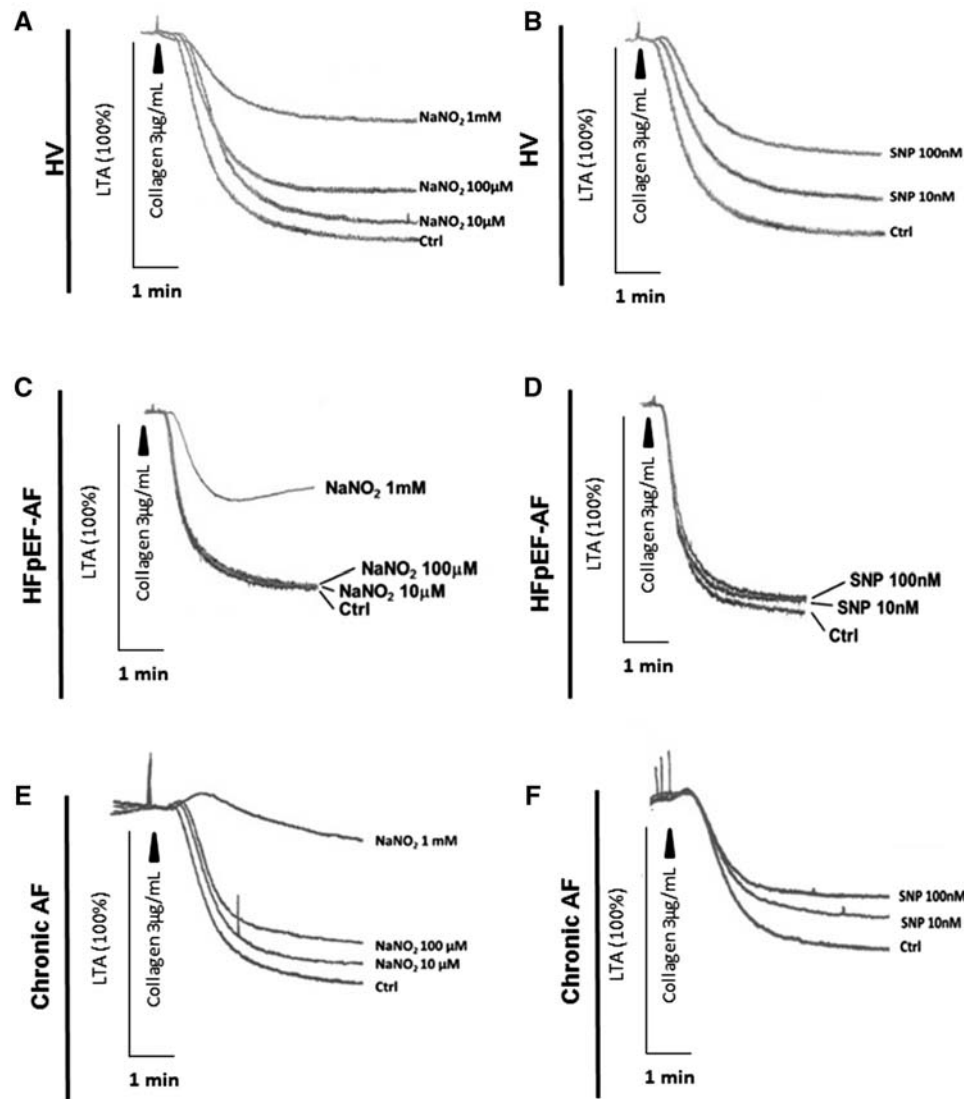 A
HV
LTA (100%)
Collagen 3μg/mL
NaNO₂ 1mM
NaNO₂ 100μM
NaNO₂ 10μM
Ctrl
1 min
B
HV
LTA (100%)
Collagen 3μg/mL
SNP 100nM
SNP 10nM
Ctrl
1 min
C
HFpEF-AF
LTA (100%)
Collagen 3μg/mL
NaNO₂ 1mM
NaNO₂ 100μM
NaNO₂ 10μM
Ctrl
1 min
D
HFpEF-AF
LTA (100%)
Collagen 3μg/mL
SNP 100nM
SNP 10nM
Ctrl
1 min
E
Chronic AF
LTA (100%)
Collagen 3μg/mL
NaNO₂ 1 mM
NaNO₂ 100 μM
NaNO₂ 10 μM
Ctrl
1 min
F
Chronic AF
LTA (100%)
Collagen 3μg/mL
SNP 100nM
SNP 10nM
Ctrl
1 min